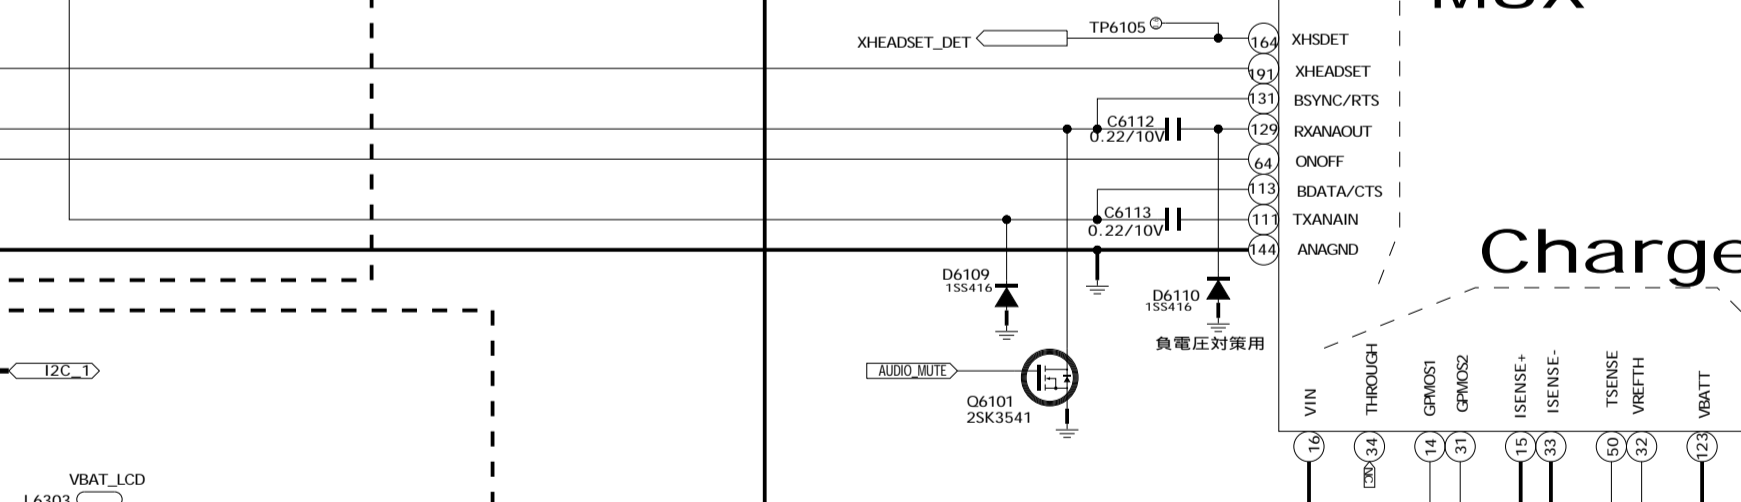 TP6105
XHEADSET_DET
164 XHSDET
191 XHEADSET
131 BSYNC/RTS
C6112
0.22/10V
129 RXANAOUT
64 ONOFF
113 BDATA/CTS
C6113
0.22/10V
111 TXANAIN
144 ANAGND
Charge
D6109
1SS416
D6110
1SS416
負電圧対策用
I2C_1
AUDIO_MUTE
Q6101
2SK3541
VIN
THROUGH
GPMOS1
GPMOS2
ISENSE+
ISENSE-
TSENSE
VREFTH
VBATT
16
34
14
31
15
33
50
32
123
NC
VBAT_LCD
L6303